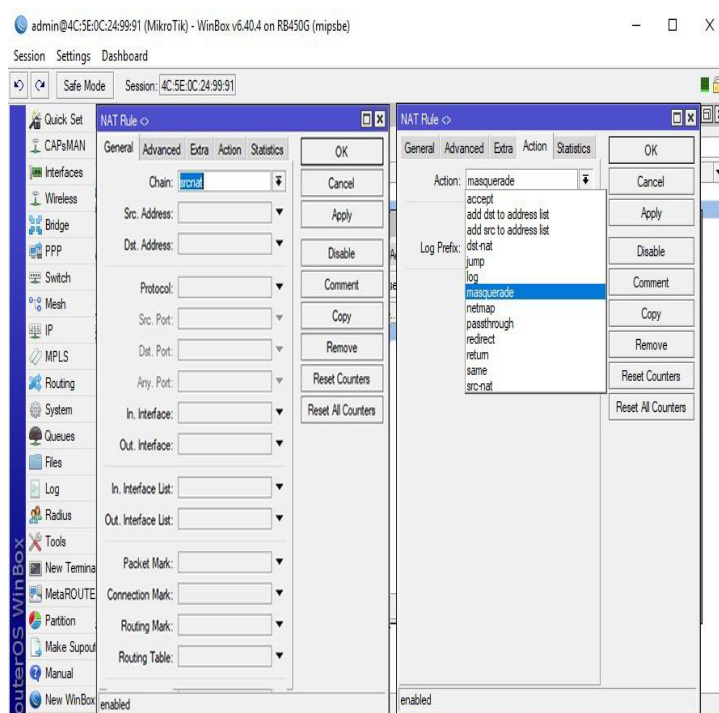 admin@4C:5E:0C:24:99:91 (MikroTik) - WinBox v6.40.4 on RB450G (mipsbe)
Session Settings Dashboard
Safe Mode Session: 4C:5E:0C:24:99:91
Quick Set
CAPsMAN
Interfaces
Wireless
Bridge
PPP
Switch
Mesh
IP
MPLS
Routing
System
Queues
Files
Log
Radius
Tools
New Termina
MetaROUTE
Partition
Make Supout
Manual
New WinBox
RouterOS WinBox
NAT Rule <>
General Advanced Extra Action Statistics
Chain: srcnat
Src. Address:
Dst. Address:
Protocol:
Src. Port:
Dst. Port:
Any. Port:
In. Interface:
Out. Interface:
In. Interface List:
Out. Interface List:
Packet Mark:
Connection Mark:
Routing Mark:
Routing Table:
OK
Cancel
Apply
Disable
Comment
Copy
Remove
Reset Counters
Reset All Counters
enabled
NAT Rule <>
General Advanced Extra Action Statistics
Action: masquerade
accept
add dst to address list
add src to address list
dst-nat
jump
log
masquerade
netmap
passthrough
redirect
return
same
src-nat
Log Prefix:
OK
Cancel
Apply
Disable
Comment
Copy
Remove
Reset Counters
Reset All Counters
enabled